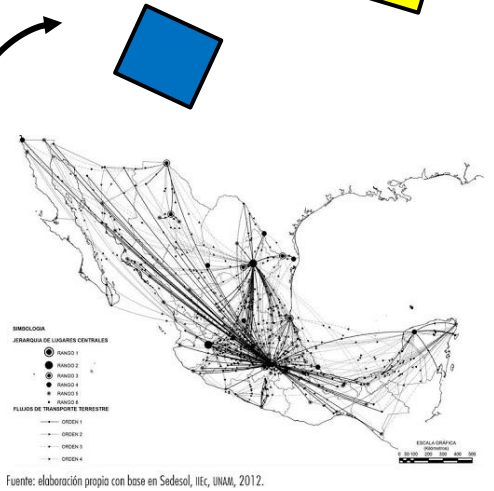 SIMBOLOGIA
JERARQUIA DE LUGARES CENTRALES
RANGO 1
RANGO 2
RANGO 3
RANGO 4
RANGO 5
RANGO 6
FLUJOS DE TRANSPORTE TERRESTRE
ORDEN 1
ORDEN 2
ORDEN 3
ORDEN 4
ESCALA GRÁFICA
(Kilómetros)
0 50 100 200 300 400 500
Fuente: elaboración propia con base en Sedesol, IIEc, UNAM, 2012.